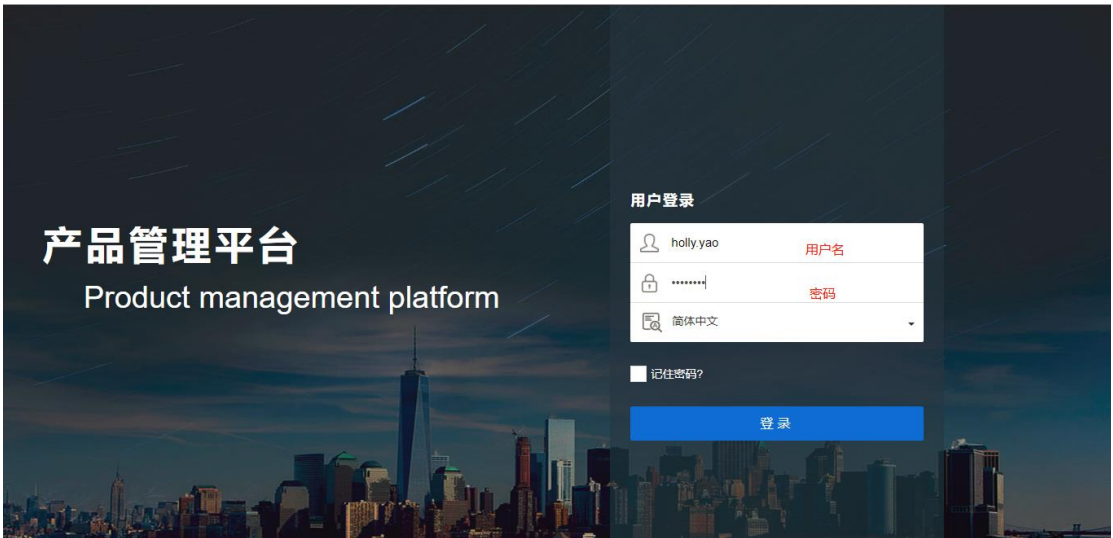 产品管理平台
Product management platform
用户登录
holly.yao
用户名
••••••••
密码
简体中文
记住密码?
登录